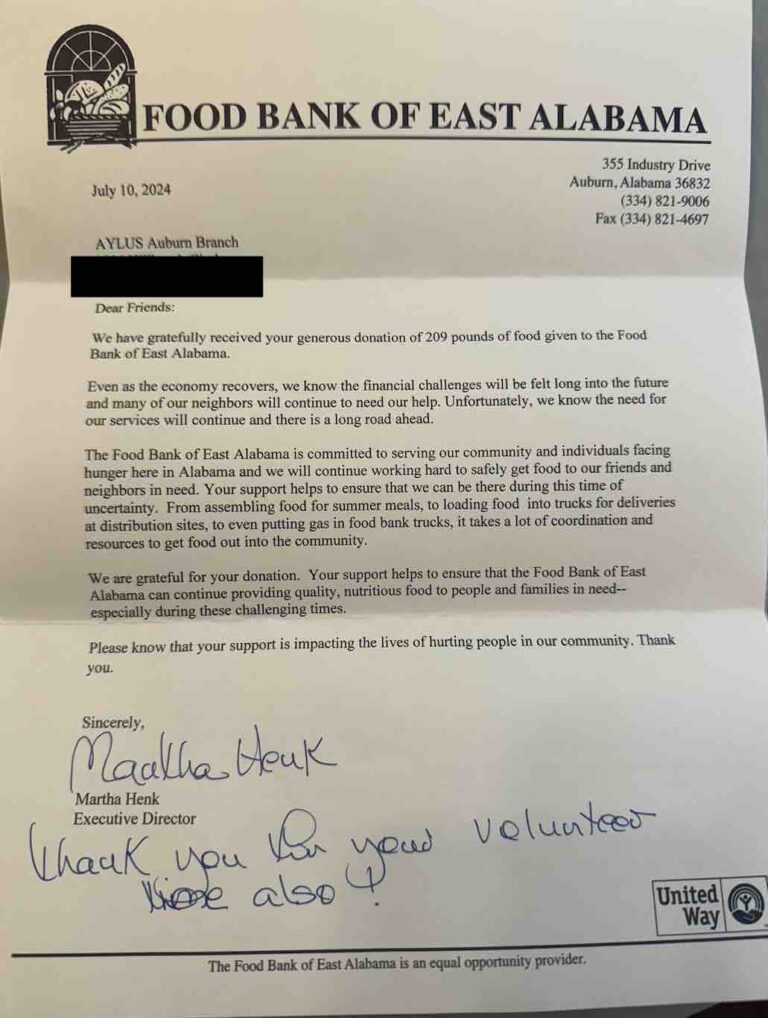 FOOD BANK OF EAST ALABAMA
355 Industry Drive
Auburn, Alabama 36832
(334) 821-9006
Fax (334) 821-4697
July 10, 2024
AYLUS Auburn Branch
Dear Friends:
We have gratefully received your generous donation of 209 pounds of food given to the Food
Bank of East Alabama.
Even as the economy recovers, we know the financial challenges will be felt long into the future
and many of our neighbors will continue to need our help. Unfortunately, we know the need for
our services will continue and there is a long road ahead.
The Food Bank of East Alabama is committed to serving our community and individuals facing
hunger here in Alabama and we will continue working hard to safely get food to our friends and
neighbors in need. Your support helps to ensure that we can be there during this time of
uncertainty. From assembling food for summer meals, to loading food into trucks for deliveries
at distribution sites, to even putting gas in food bank trucks, it takes a lot of coordination and
resources to get food out into the community.
We are grateful for your donation. Your support helps to ensure that the Food Bank of East
Alabama can continue providing quality, nutritious food to people and families in need--
especially during these challenging times.
Please know that your support is impacting the lives of hurting people in our community. Thank
you.
Sincerely,
Martha Henk
Martha Henk
Executive Director
Thank you for your volunteer
time also!
United
Way
The Food Bank of East Alabama is an equal opportunity provider.